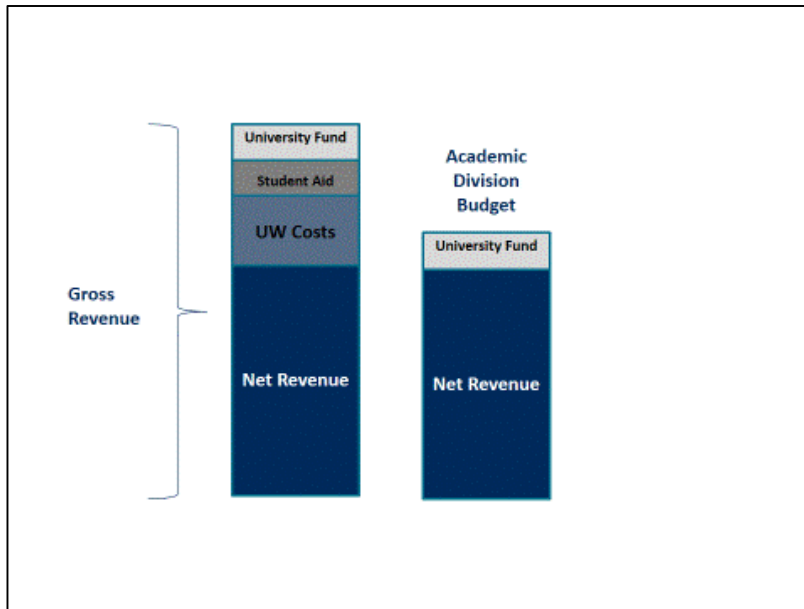 University Fund
Student Aid
UW Costs
Gross
Revenue
Net Revenue
Academic
Division
Budget
University Fund
Net Revenue